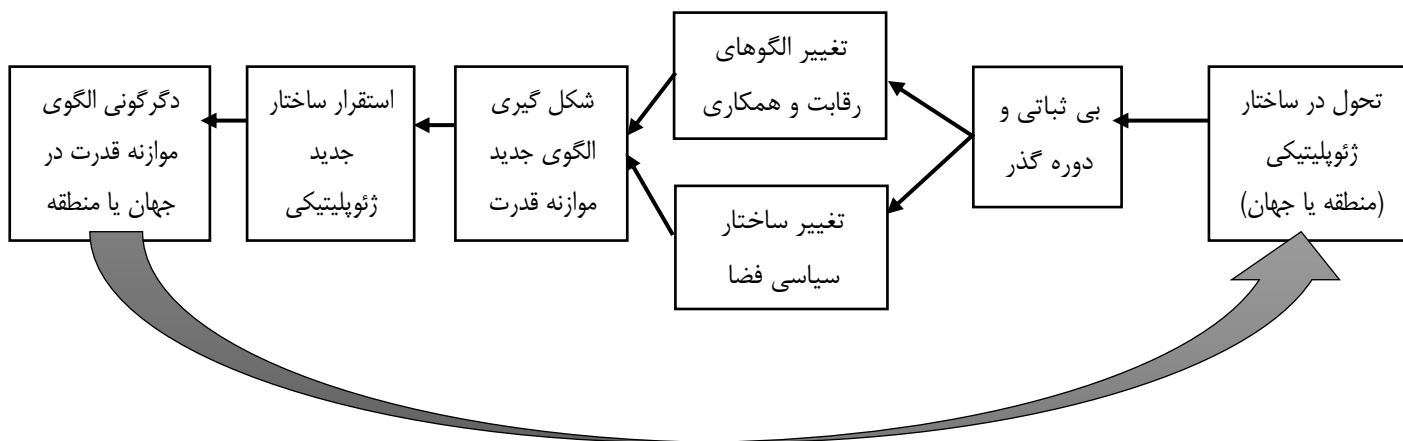 تحول در ساختار
ژئوپلیتیکی
(منطقه یا جهان)
بی ثباتی و
دوره گذر
تغییر الگوهای
رقابت و همکاری
تغییر ساختار
سیاسی فضا
شکل گیری
الگوی جدید
موازنه قدرت
استقرار ساختار
جدید
ژئوپلیتیکی
دگرگونی الگوی
موازنه قدرت در
جهان یا منطقه